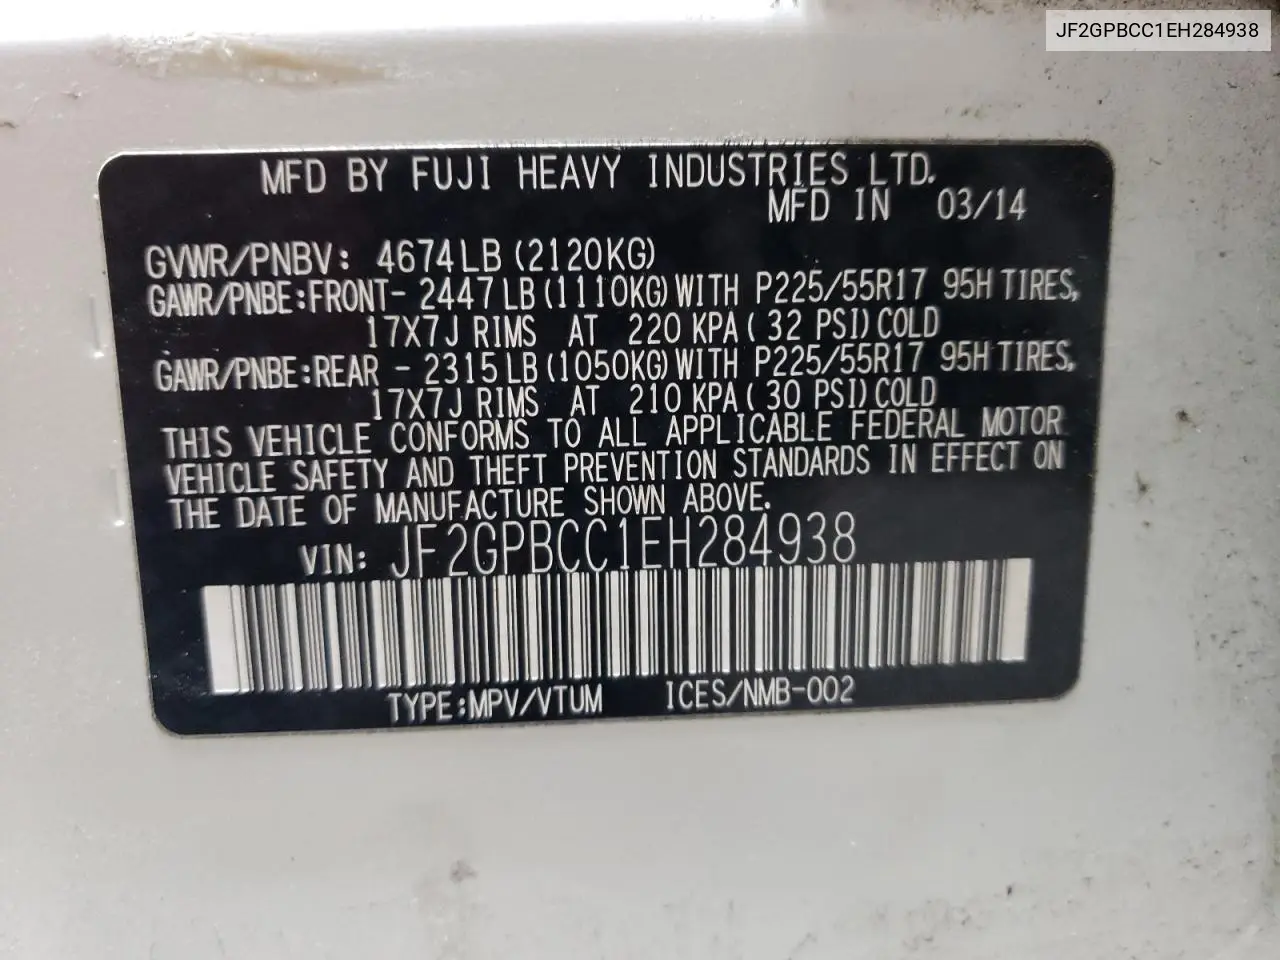 JF2GPBCC1EH284938
MFD BY FUJI HEAVY INDUSTRIES LTD.
MFD IN 03/14
GVWR/PNBV: 4674LB (2120KG)
GAWR/PNBE:FRONT- 2447LB(1110KG)WITH P225/55R17 95H TIRES,
17X7J RIMS AT 220 KPA( 32 PSI)COLD
GAWR/PNBE:REAR - 2315LB(1050KG)WITH P225/55R17 95H TIRES,
17X7J RIMS AT 210 KPA( 30 PSI)COLD
THIS VEHICLE CONFORMS TO ALL APPLICABLE FEDERAL MOTOR
VEHICLE SAFETY AND THEFT PREVENTION STANDARDS IN EFFECT ON
THE DATE OF MANUFACTURE SHOWN ABOVE.
VIN: JF2GPBCC1EH284938
TYPE:MPV/VTUM ICES/NMB-002